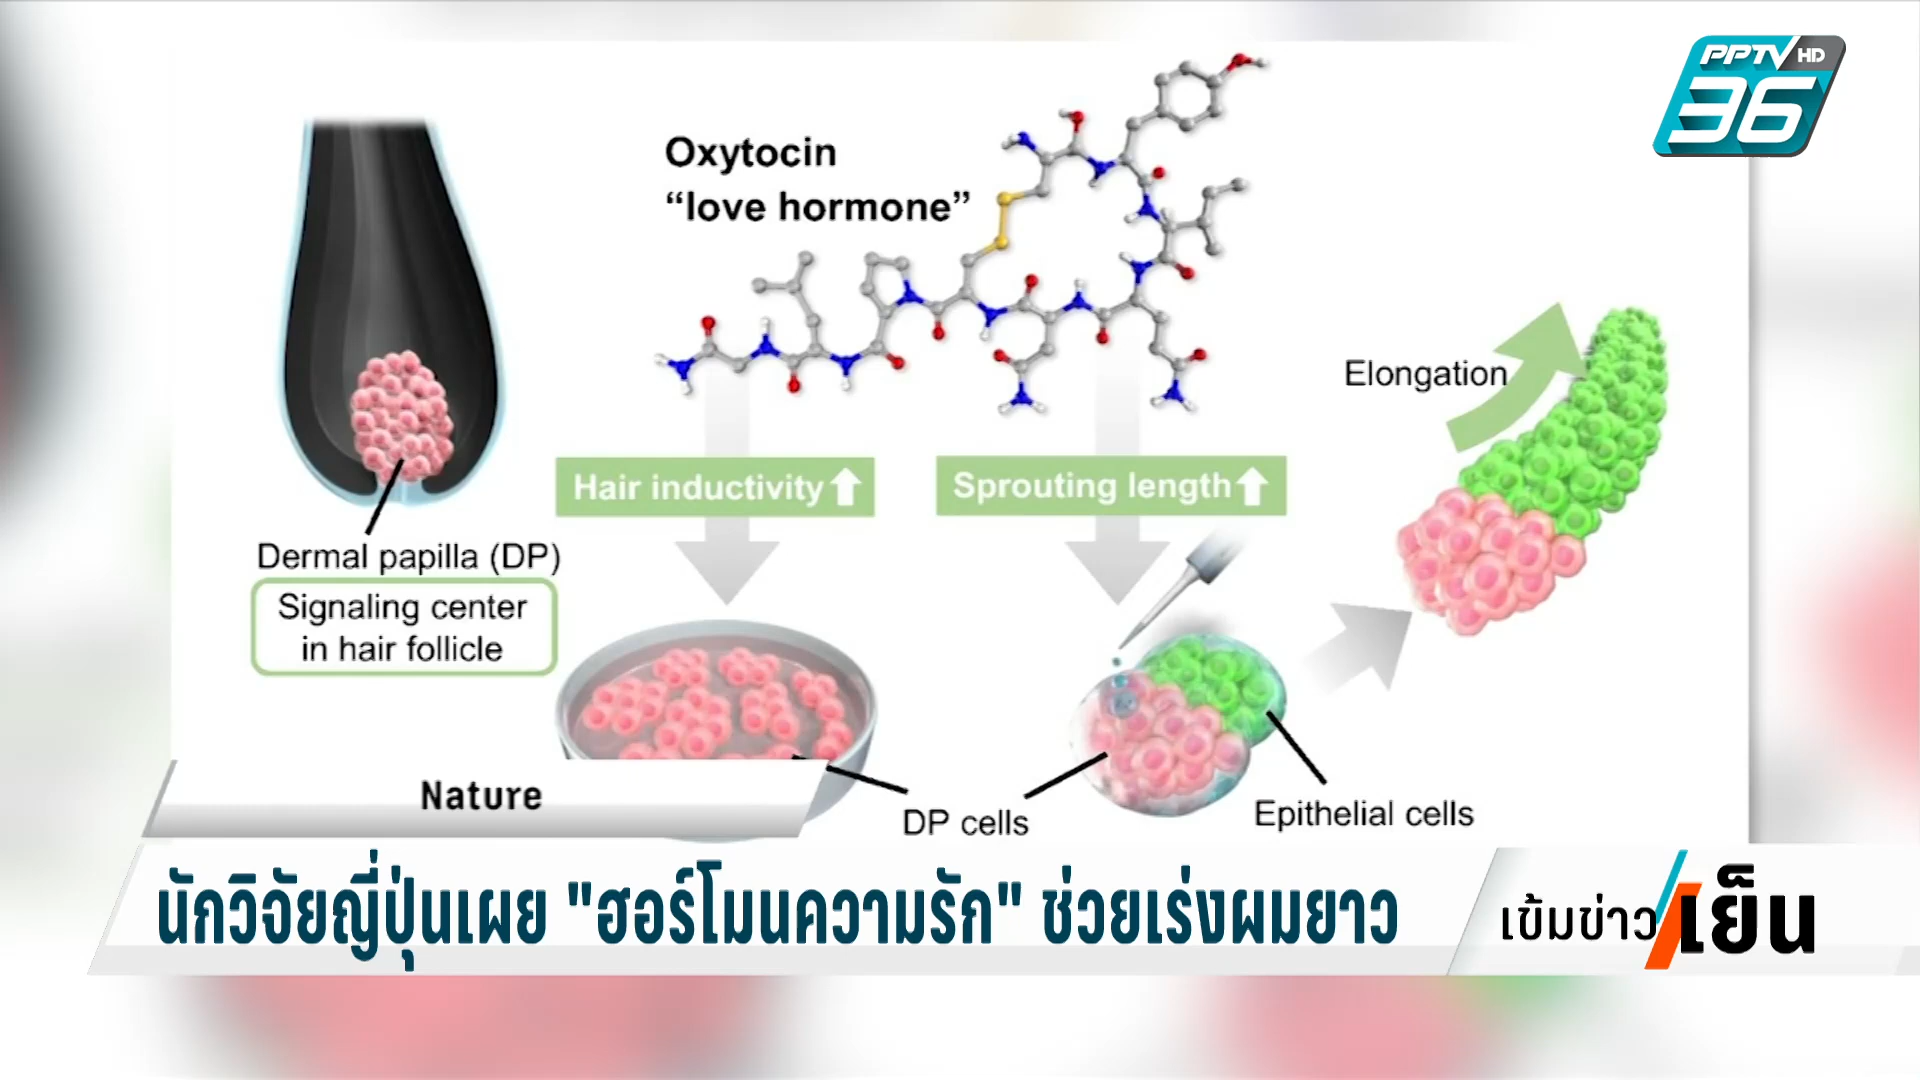 PPTV HD
36
Oxytocin
“love hormone”
Elongation
Hair inductivity
Sprouting length
Dermal papilla (DP)
Signaling center
in hair follicle
Nature
DP cells
Epithelial cells
นักวิจัยญี่ปุ่นเผย "ฮอร์โมนความรัก" ช่วยเร่งผมยาว
เข้มข่าวเย็น